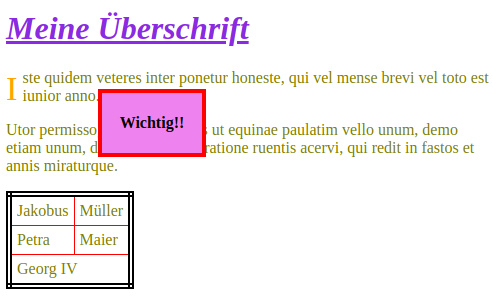 Meine Überschrift
Iste quidem veteres inter ponetur honeste, qui vel mense brevi vel toto est
iunior anno.
Wichtig!!
Utor permisso ut equinae paulatim vello unum, demo
etiam unum, ratione ruentis acervi, qui redit in fastos et
annis miraturque.
Jakobus Müller
Petra Maier
Georg IV